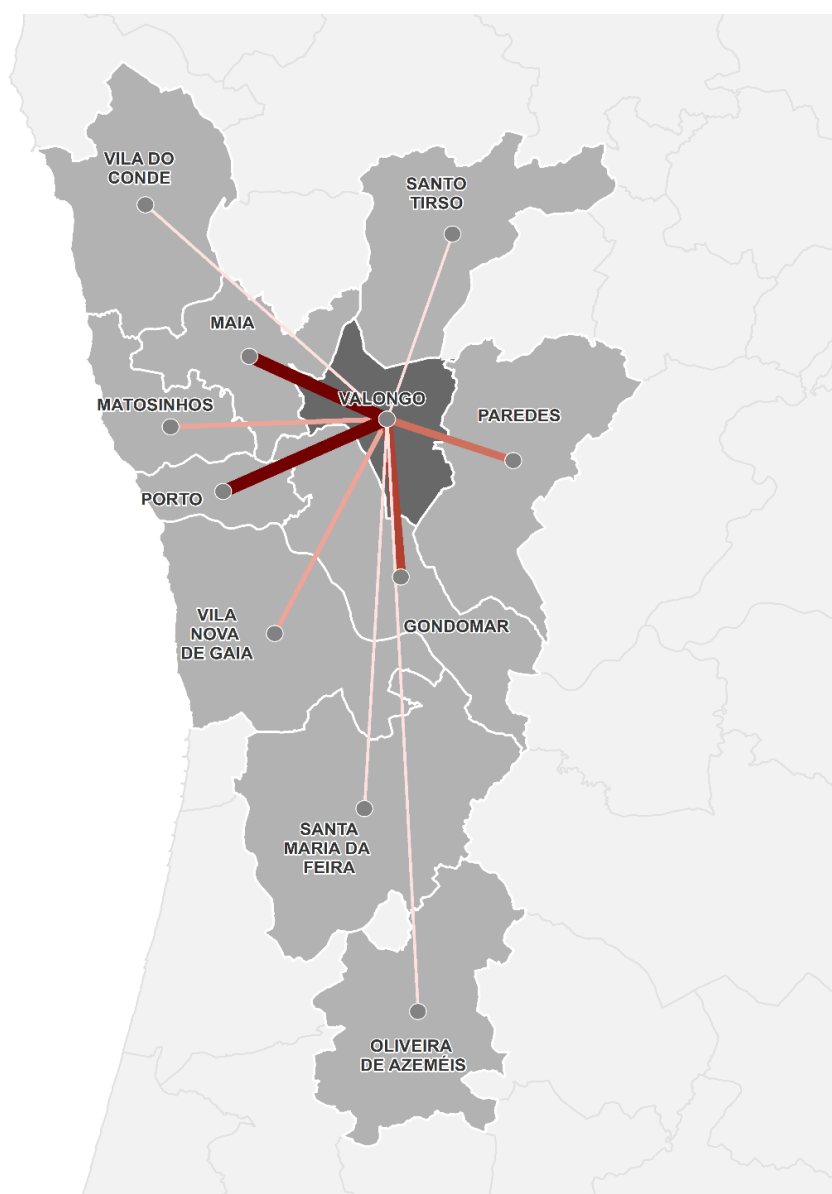 VILA DO
CONDE
SANTO
TIRSO
MAIA
VALONGO
MATOSINHOS
PAREDES
PORTO
VILA
NOVA
DE GAIA
GONDOMAR
SANTA
MARIA DA
FEIRA
OLIVEIRA
DE AZEMÉIS